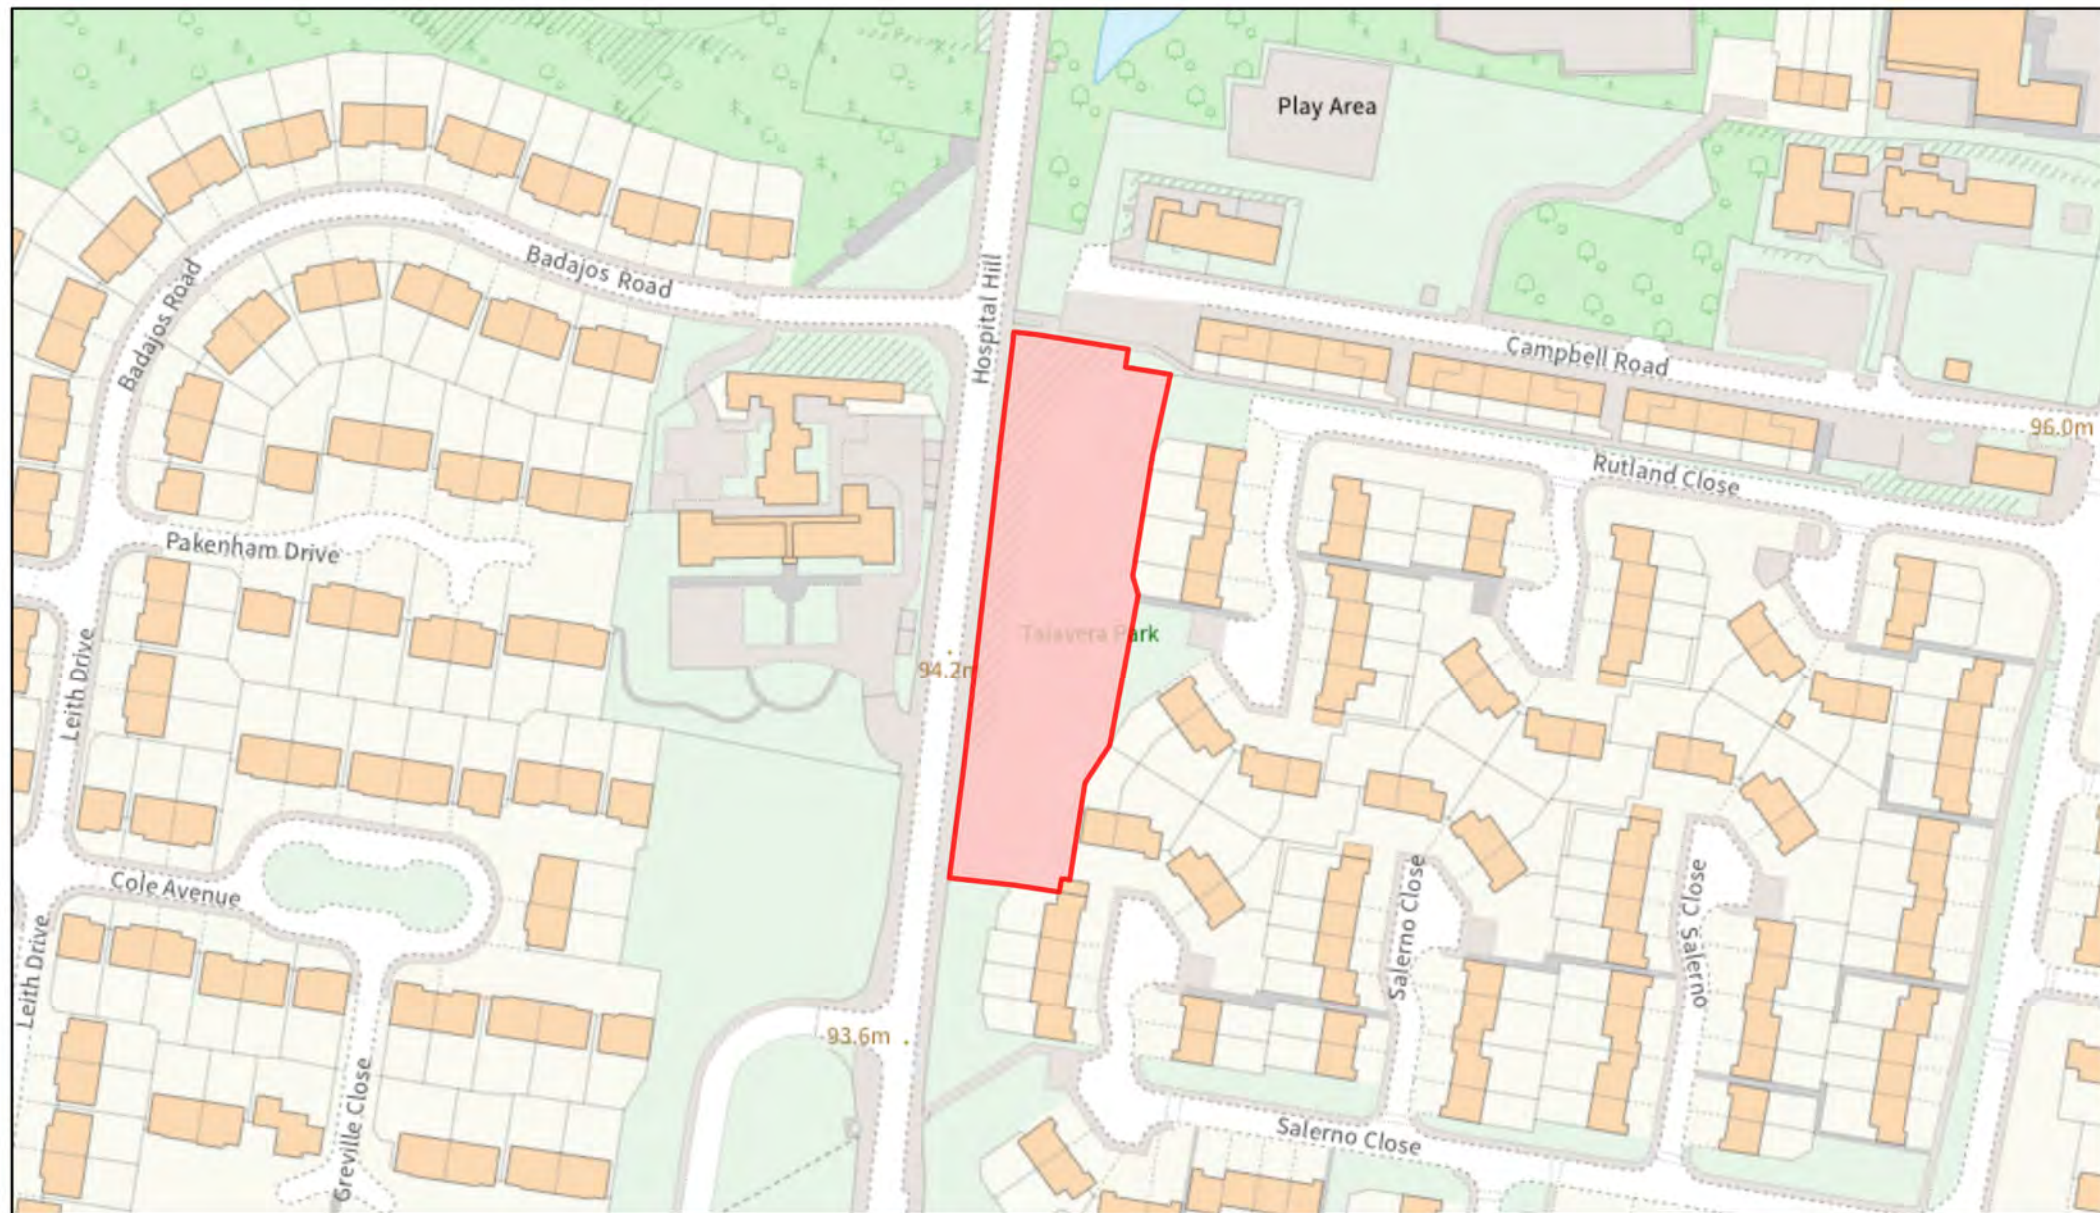 Play Area
Badajos Road
Badajos Road
Hospital Hill
Campbell Road
96.0m
Rutland Close
Pakenham Drive
Talavera Park
94.2m
Leith Drive
Cole Avenue
Leith Drive
Salerno Close
Salerno Close
93.6m
Greville Close
Salerno Close